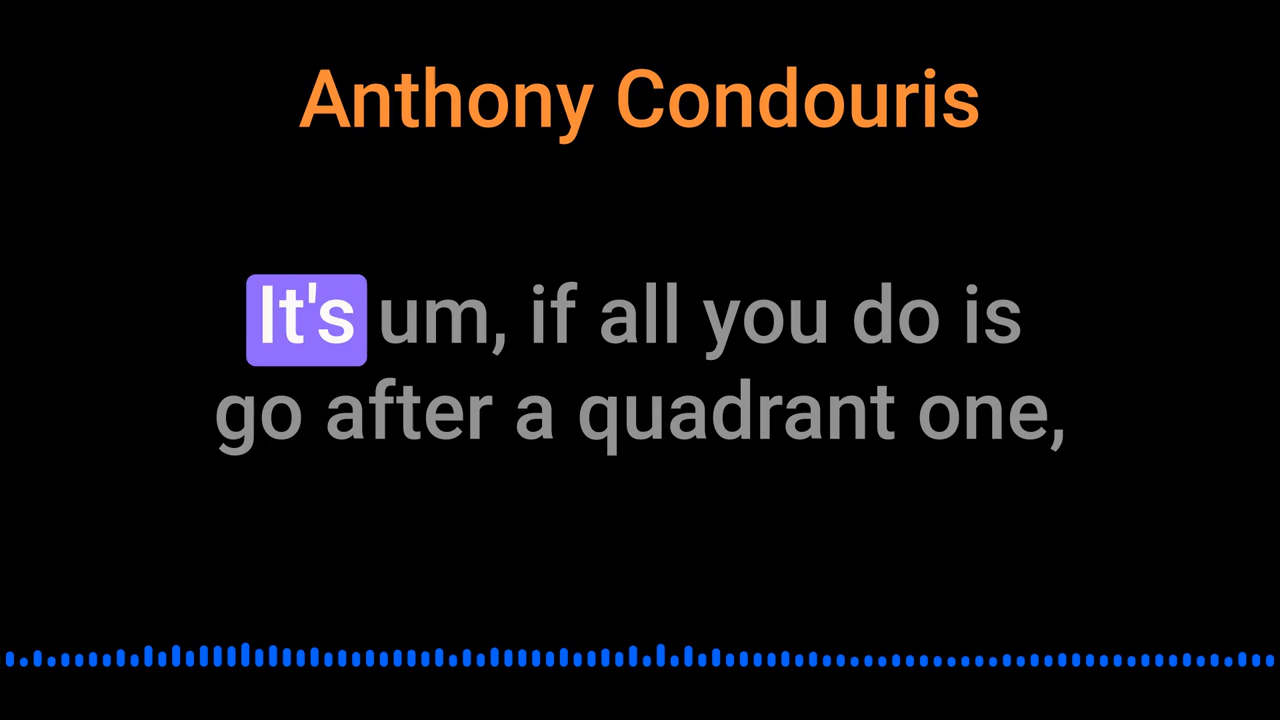 Anthony Condouris
It's um, if all you do is
go after a quadrant one,